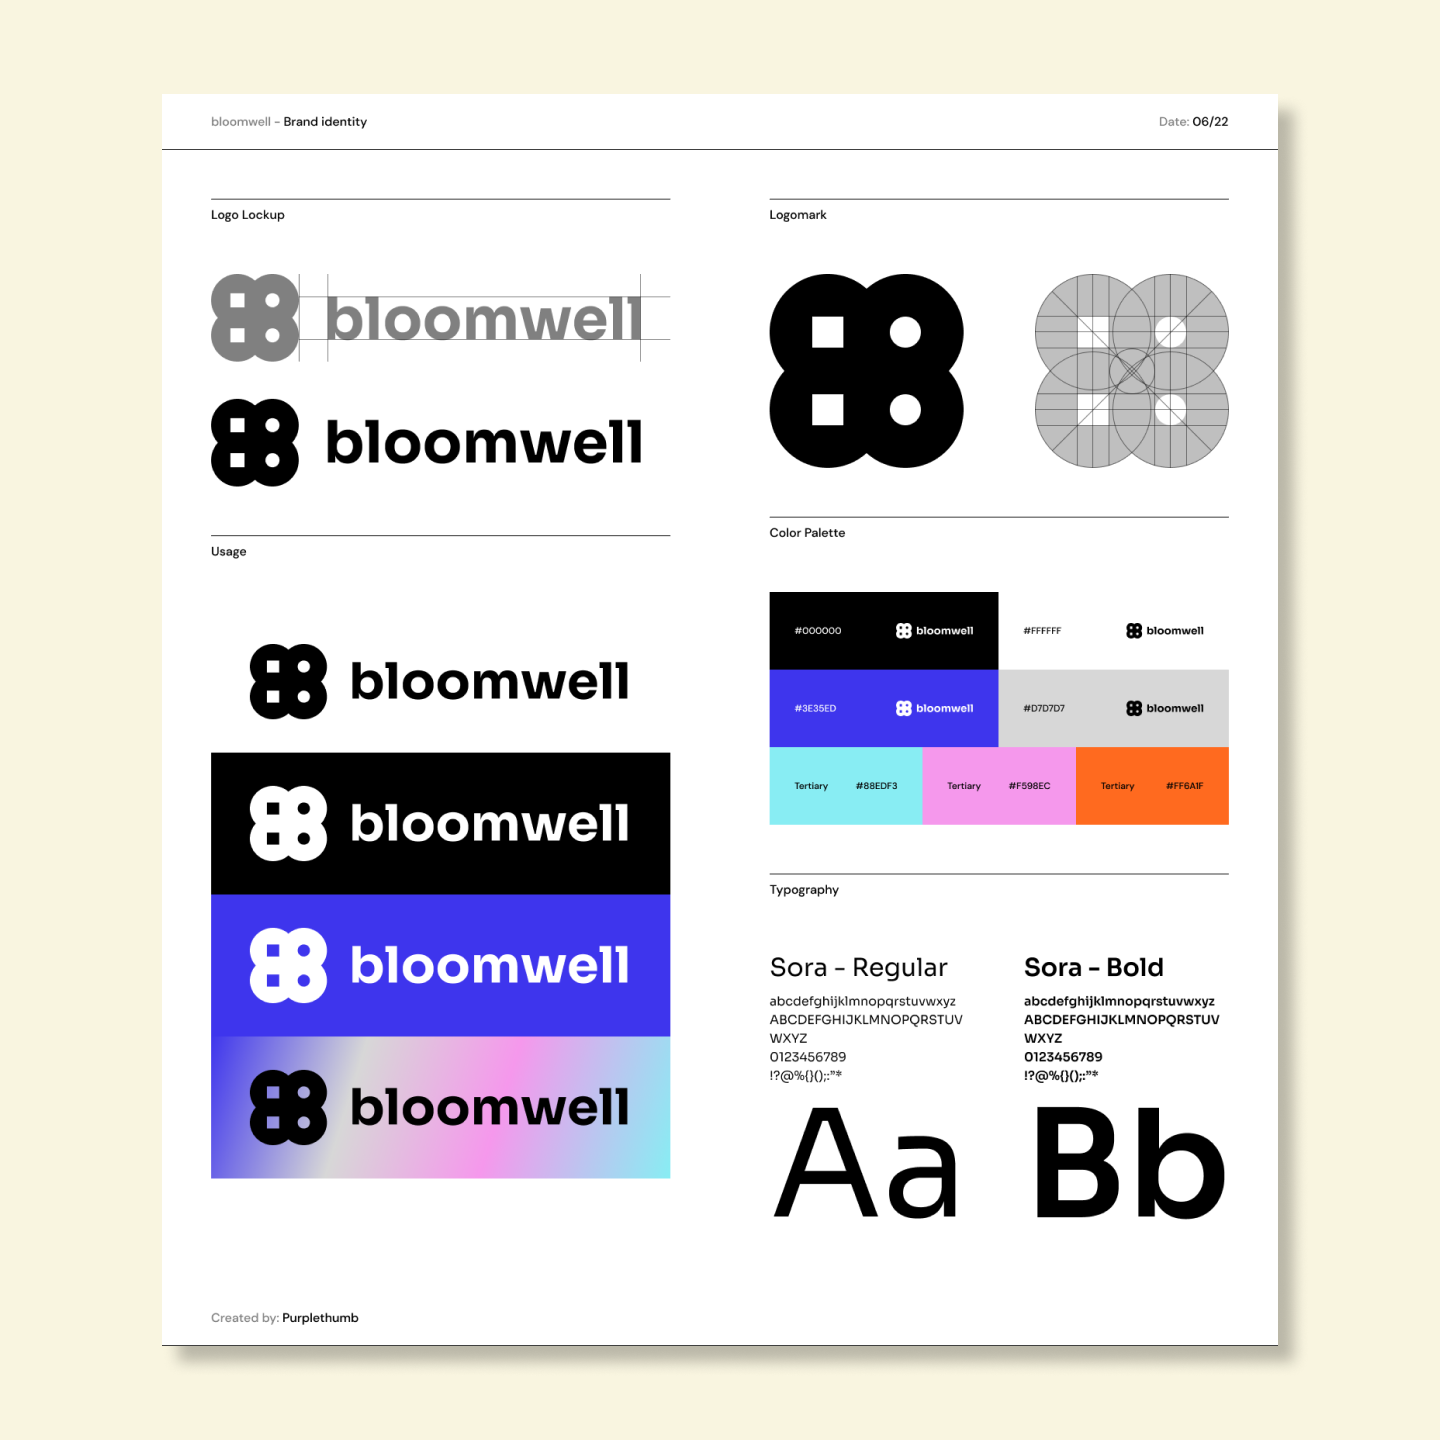 bloomwell - Brand identity
Date: 06/22
Logo Lockup
bloomwell
bloomwell
Usage
bloomwell
bloomwell
bloomwell
bloomwell
Logomark
Color Palette
#000000 bloomwell
#FFFFFF bloomwell
#3E35ED bloomwell
#D7D7D7 bloomwell
Tertiary #88EDF3
Tertiary #F598EC
Tertiary #FF6A1F
Typography
Sora - Regular
abcdefghijklmnopqrstuvwxyz
ABCDEFGHIJKLMNOPQRSTUV
WXYZ
0123456789
!?@%{}();:”*
Aa
Sora - Bold
abcdefghijklmnopqrstuvwxyz
ABCDEFGHIJKLMNOPQRSTUV
WXYZ
0123456789
!?@%{}();:”*
Bb
Created by: Purplethumb